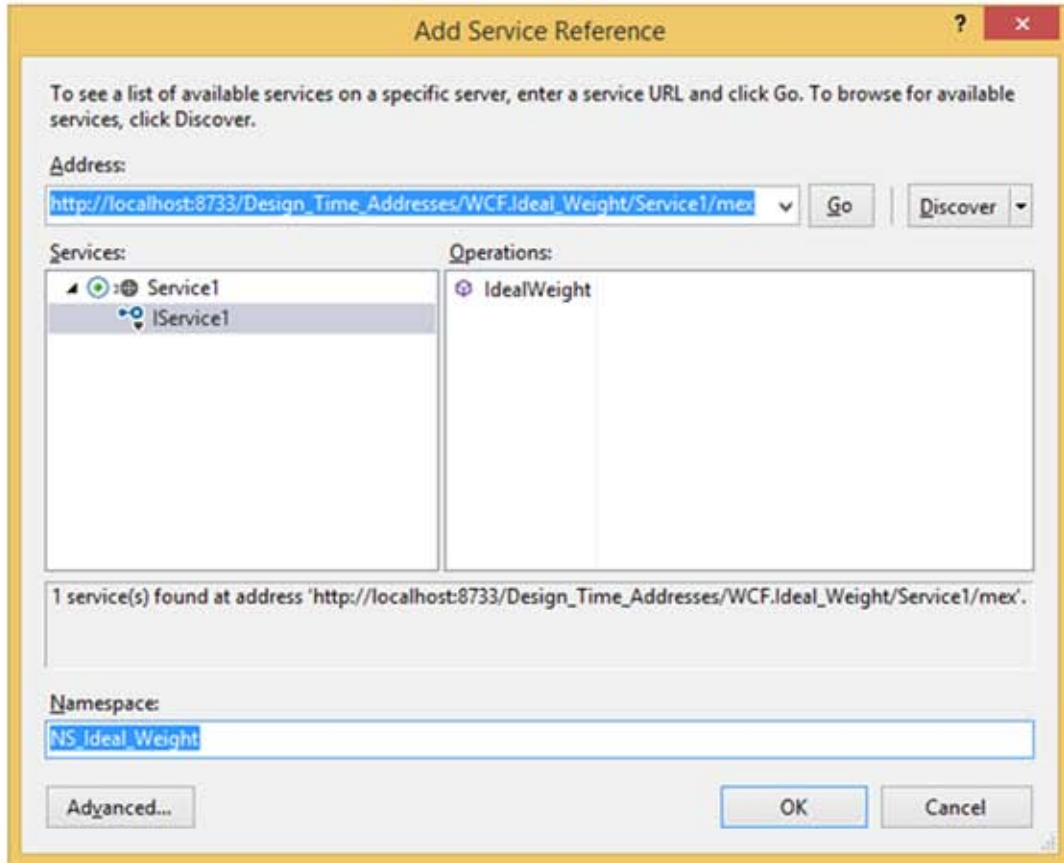 Add Service Reference
?
To see a list of available services on a specific server, enter a service URL and click Go. To browse for available
services, click Discover.
Address:
http://localhost:8733/Design_Time_Addresses/WCF.Ideal_Weight/Service1/mex
Go
Discover
Services:
Operations:
Service1
IdealWeight
IService1
1 service(s) found at address 'http://localhost:8733/Design_Time_Addresses/WCF.Ideal_Weight/Service1/mex'.
Namespace:
NS_Ideal_Weight
Advanced...
OK
Cancel